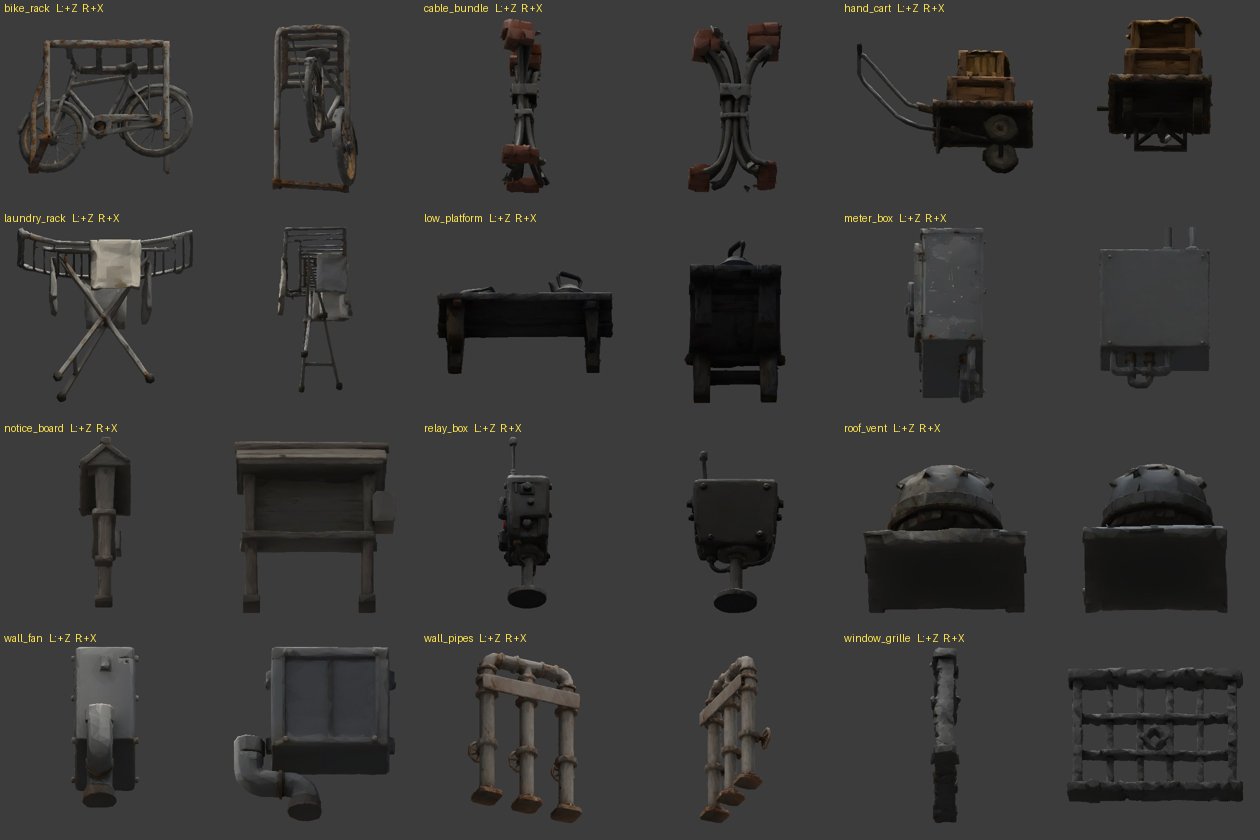 bike_rack L:+Z R+X
cable_bundle L:+Z R+X
hand_cart L:+Z R+X
laundry_rack L:+Z R+X
low_platform L:+Z R+X
meter_box L:+Z R+X
notice_board L:+Z R+X
relay_box L:+Z R+X
roof_vent L:+Z R+X
wall_fan L:+Z R+X
wall_pipes L:+Z R+X
window_grille L:+Z R+X